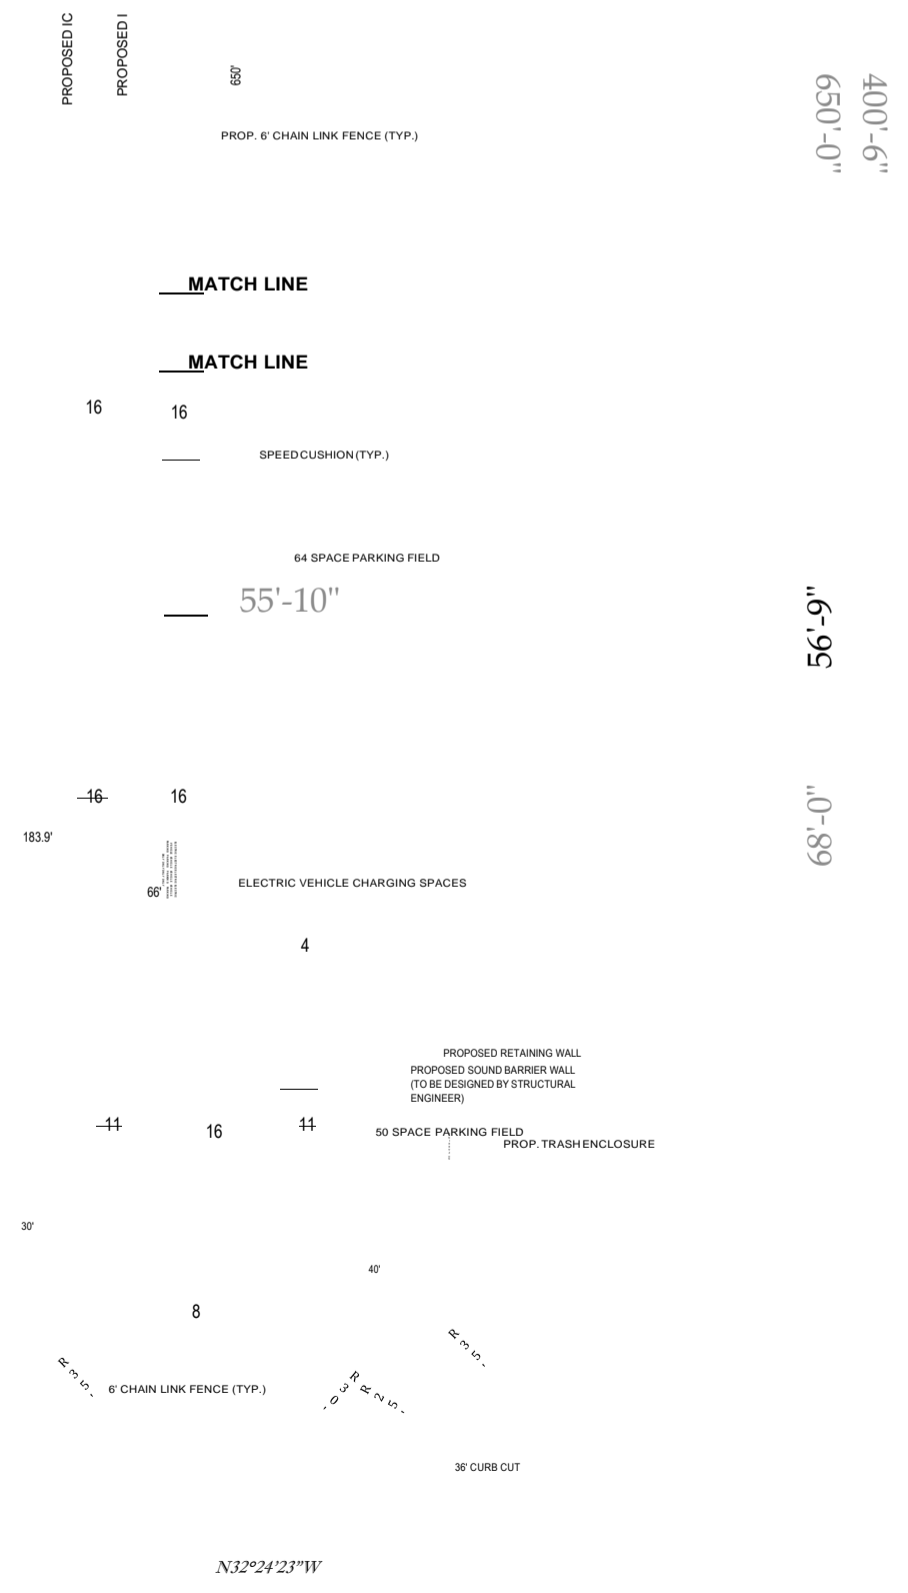 PROPOSED IC
PROPOSED I
650'
400'-6"
650'-0"
PROP. 6' CHAIN LINK FENCE (TYP.)
MATCH LINE
MATCH LINE
16
16
SPEED CUSHION (TYP.)
64 SPACE PARKING FIELD
55'-10"
56'-9"
16
16
68'-0"
183.9'
66'
ELECTRIC VEHICLE CHARGING SPACES
4
PROPOSED RETAINING WALL
PROPOSED SOUND BARRIER WALL
(TO BE DESIGNED BY STRUCTURAL
ENGINEER)
11
16
11
50 SPACE PARKING FIELD
PROP. TRASH ENCLOSURE
30'
40'
8
R35'
R35'
6' CHAIN LINK FENCE (TYP.)
R30'
R25'
36' CURB CUT
N32°24'23"W